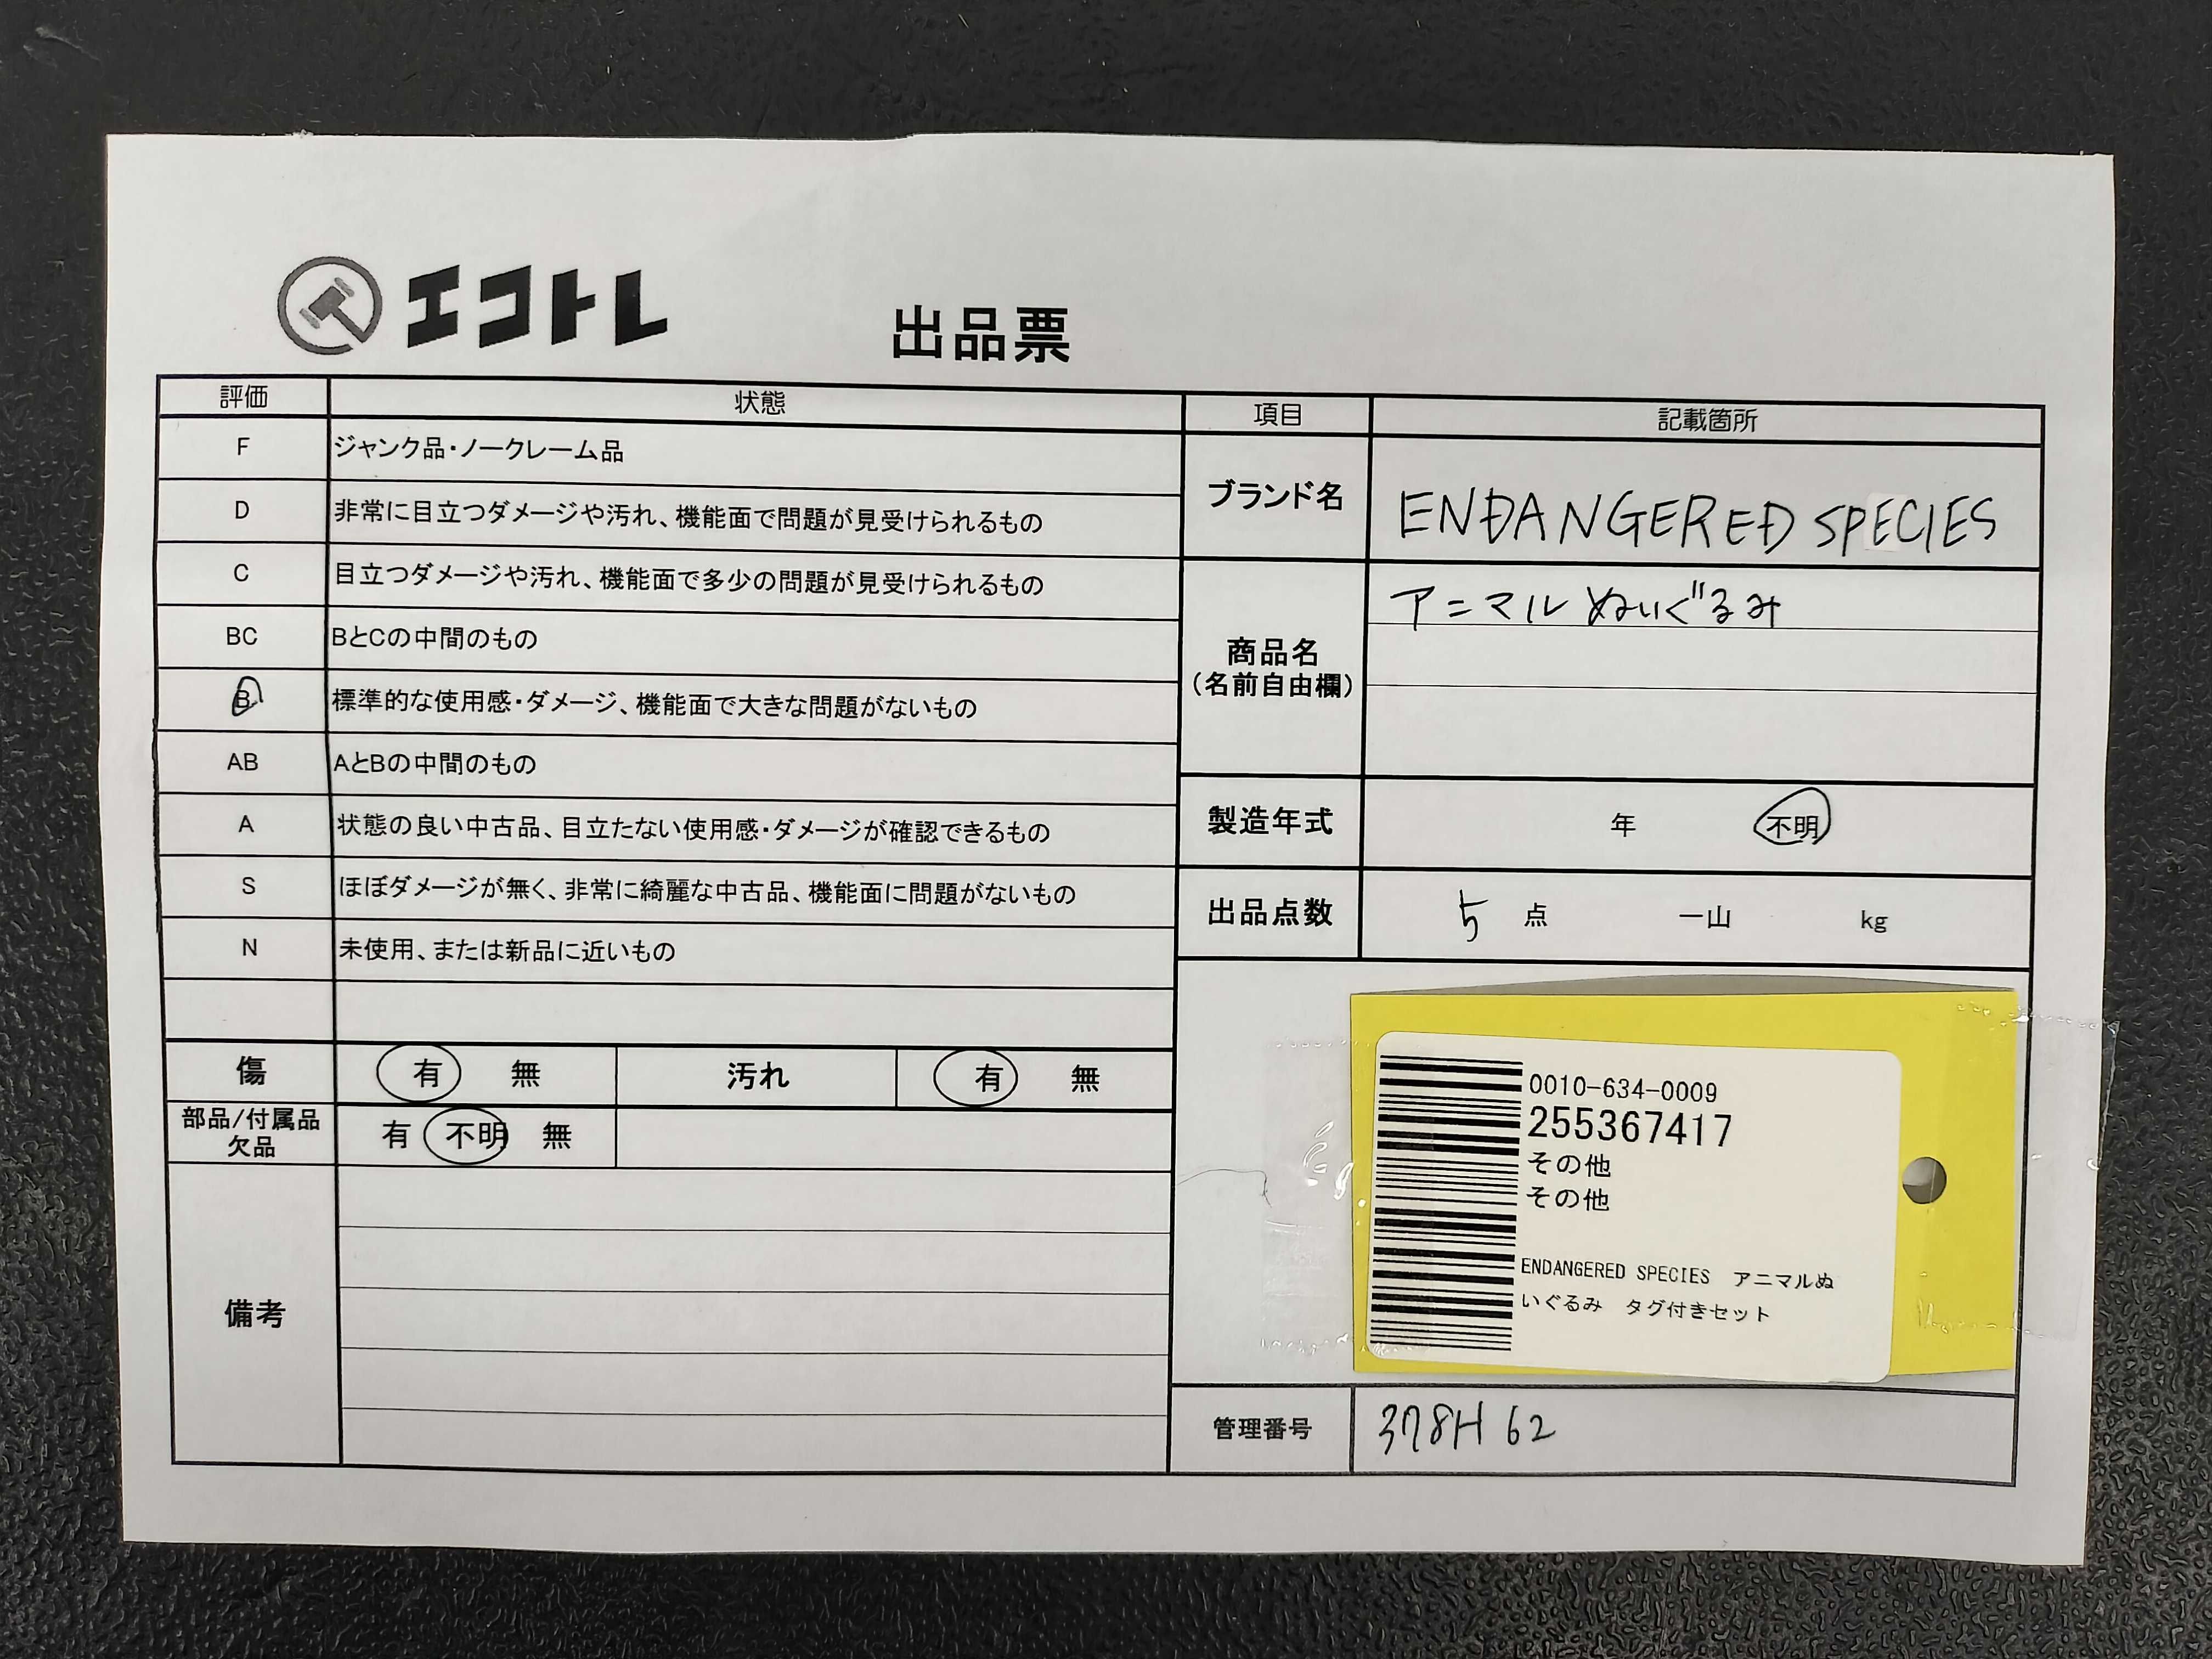 エコトレ
出品票
評価 状態
F ジャンク品・ノークレーム品
D 非常に目立つダメージや汚れ、機能面で問題が見受けられるもの
C 目立つダメージや汚れ、機能面で多少の問題が見受けられるもの
BC BとCの中間のもの
B 標準的な使用感・ダメージ、機能面で大きな問題がないもの
AB AとBの中間のもの
A 状態の良い中古品、目立たない使用感・ダメージが確認できるもの
S ほぼダメージが無く、非常に綺麗な中古品、機能面に問題がないもの
N 未使用、または新品に近いもの
傷 有 無 汚れ 有 無
部品/付属品
欠品 有 不明 無
備考
項目 記載箇所
ブランド名 ENDANGERED SPECIES
商品名
(名前自由欄)
アニマルぬいぐるみ
製造年式 年 不明
出品点数 5 点 一山 kg
0010-634-0009
255367417
その他
その他
ENDANGERED SPECIES アニマルぬ
いぐるみ タグ付きセット
管理番号 378H 62